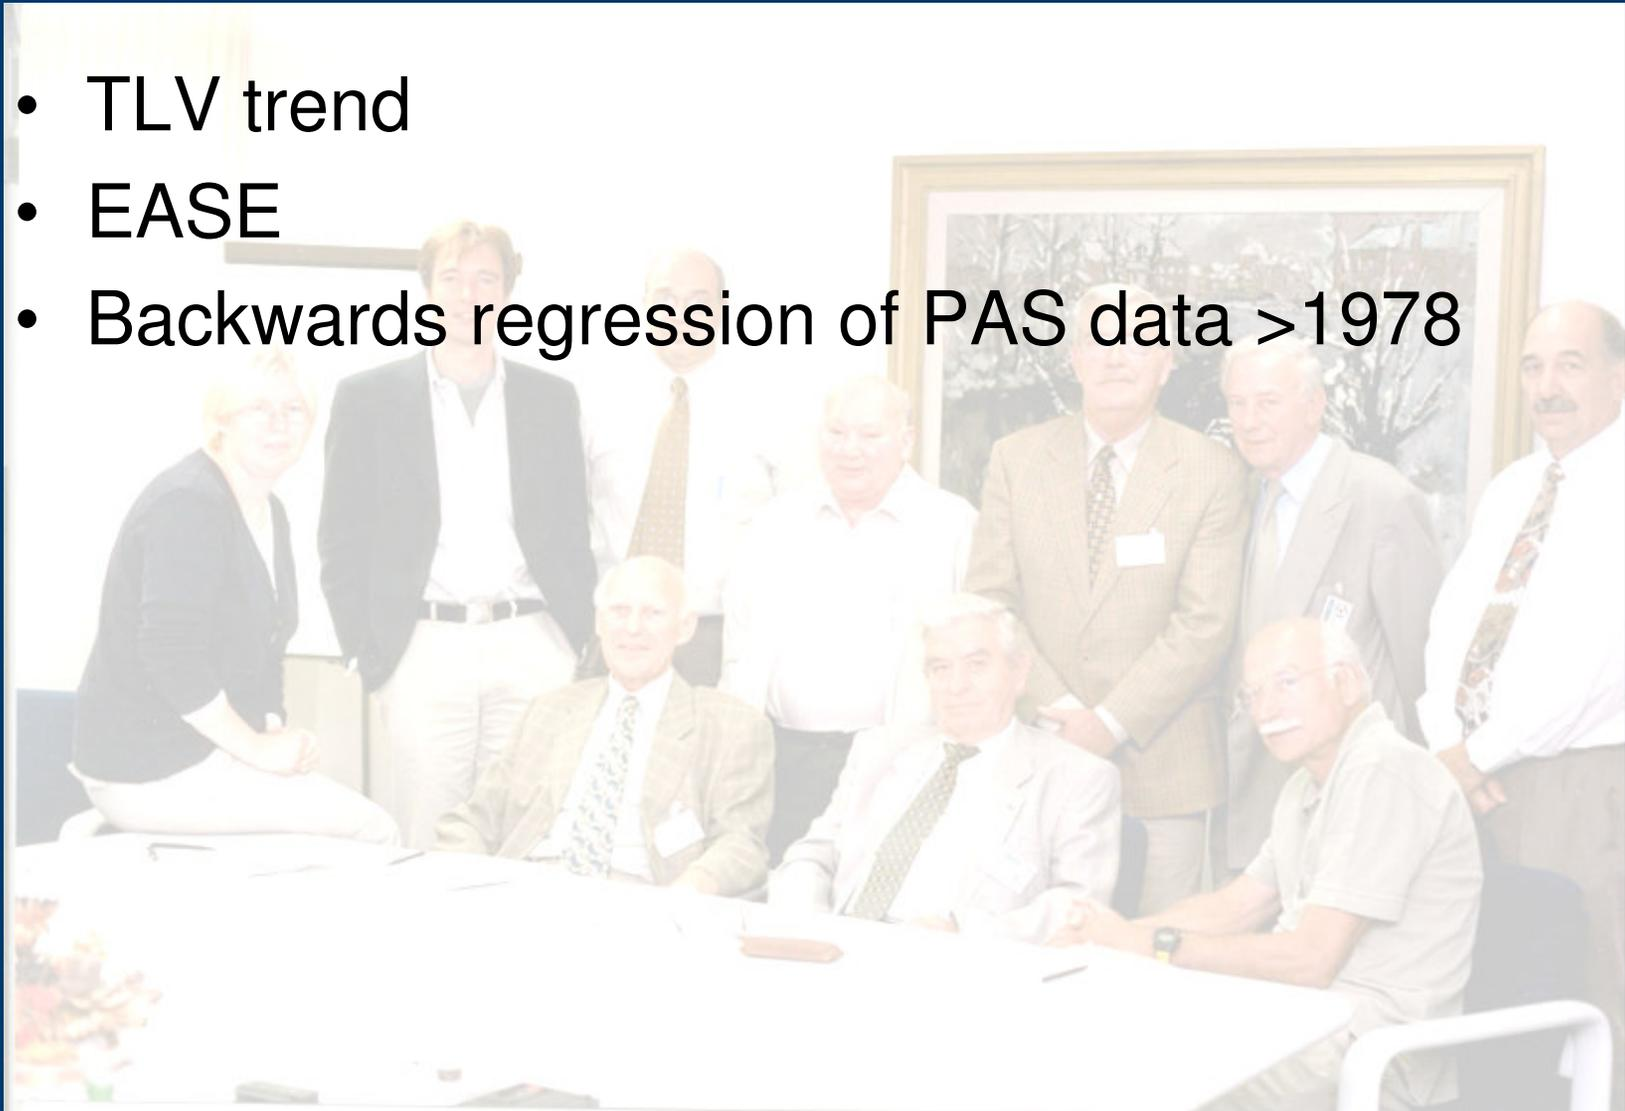 • TLV trend
• EASE
• Backwards regression of PAS data >1978